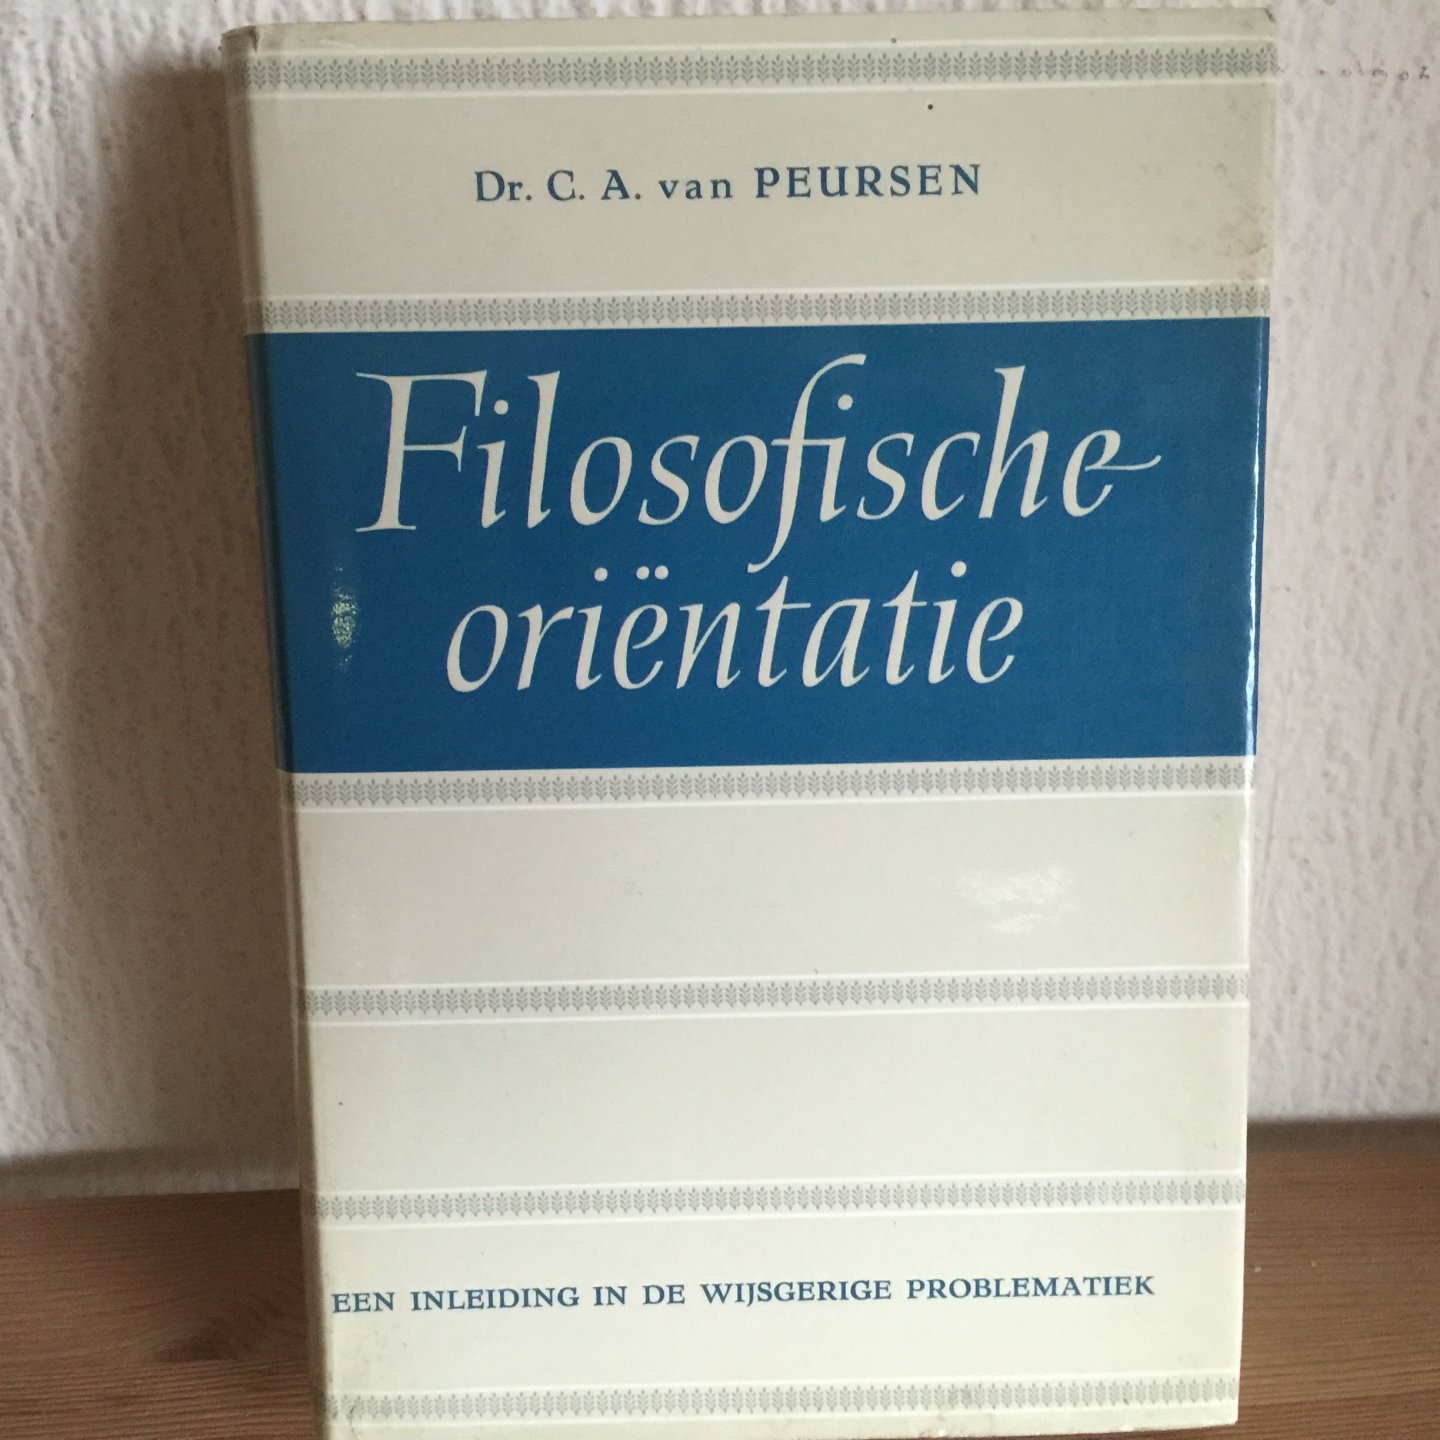 Dr. C. A. van PEURSEN
Filosofische
oriëntatie
EEN INLEIDING IN DE WIJSGERIGE PROBLEMATIEK